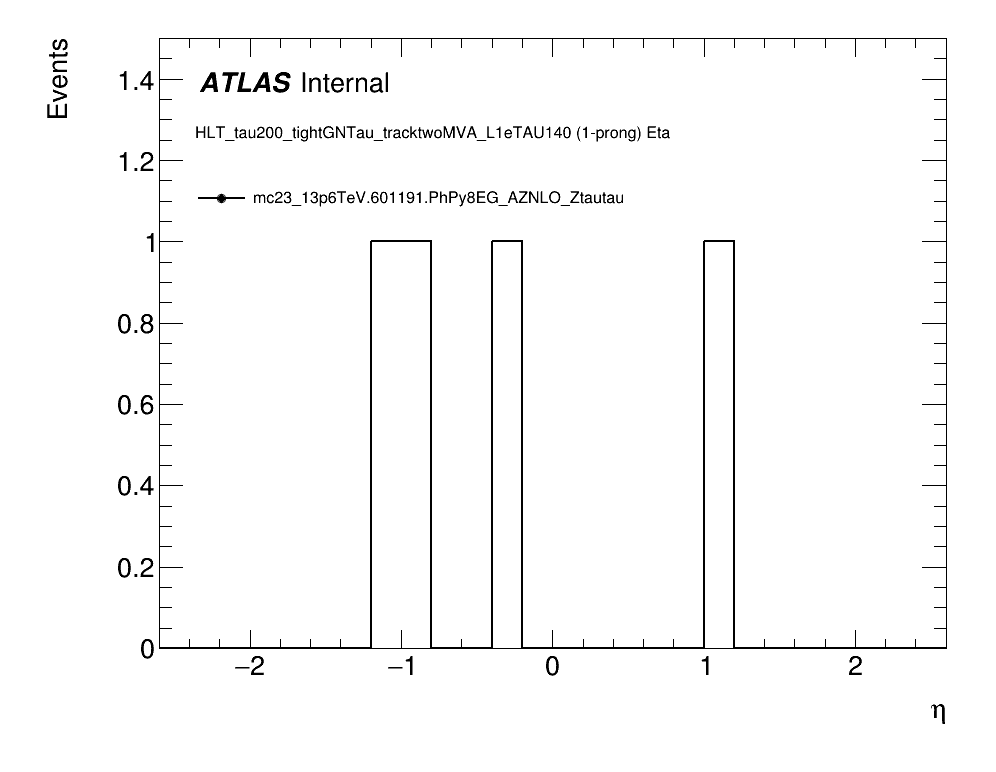 Events
ATLAS Internal
HLT_tau200_tightGNTau_tracktwoMVA_L1eTAU140 (1-prong) Eta
mc23_13p6TeV.601191.PhPy8EG_AZNLO_Ztautau
1.4
1.2
1
0.8
0.6
0.4
0.2
0
−2 −1 0 1 2
η